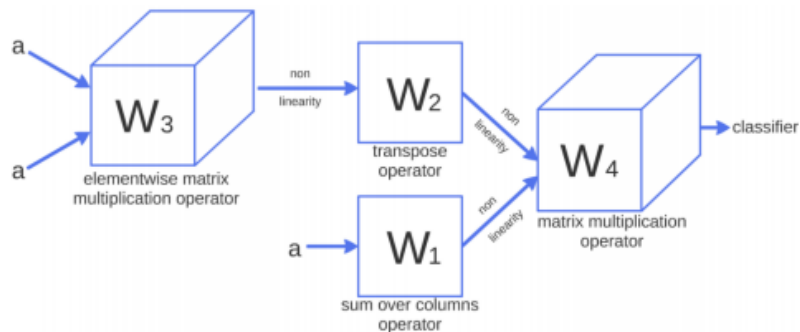 a
a
W3
elementwise matrix
multiplication operator
non
linearity
W2
transpose
operator
non
linearity
a
W1
sum over columns
operator
non
linearity
W4
matrix multiplication
operator
classifier